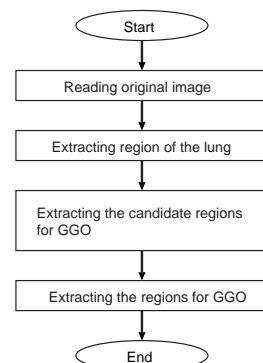 Start
Reading original image
Extracting region of the lung
Extracting the candidate regions
for GGO
Extracting the regions for GGO
End